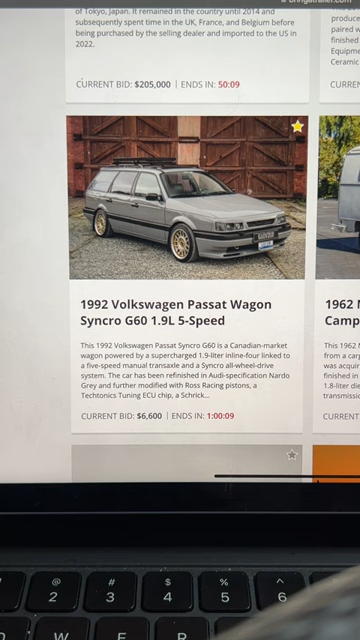 of Tokyo, Japan. It remained in the country until 2014 and
subsequently spent time in the UK, France, and Belgium before
being purchased by the selling dealer and imported to the US in
2022.
CURRENT BID: $205,000 | ENDS IN: 50:09
produce
paired w
finished
Equipme
Ceramic
CURREN
1992 Volkswagen Passat Wagon
Syncro G60 1.9L 5-Speed
This 1992 Volkswagen Passat Syncro G60 is a Canadian-market
wagon powered by a supercharged 1.9-liter inline-four linked to
a five-speed manual transaxle and a Syncro all-wheel-drive
system. The car has been refinished in Audi-specification Nardo
Grey and further modified with Ross Racing pistons, a
Techtonics Tuning ECU chip, a Schrick...
CURRENT BID: $6,600 | ENDS IN: 1:00:09
1962 M
Camp
This 1962 M
from a car
was acquir
finished in
1.8-liter die
transmissio
CURRENT
@ # $ % ^
2 3 4 5 6
W E R